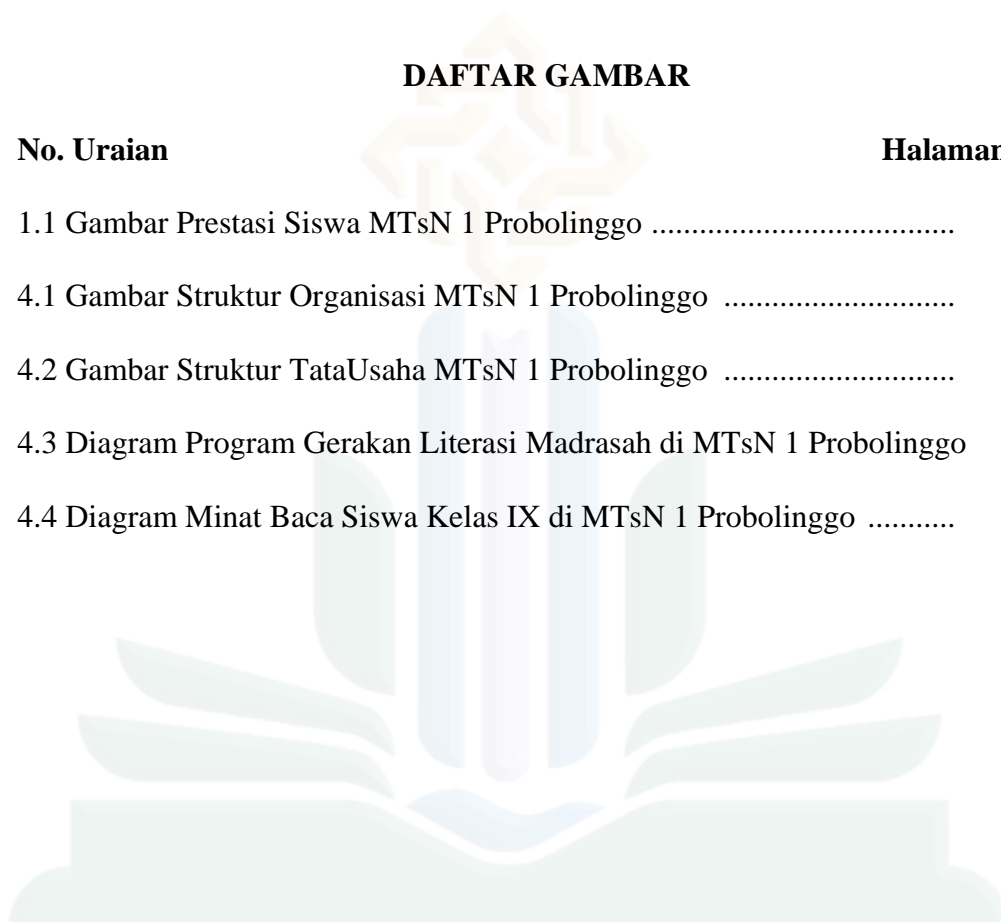 DAFTAR GAMBAR
No. Uraian Halaman
1.1 Gambar Prestasi Siswa MTsN 1 Probolinggo ......................................
4.1 Gambar Struktur Organisasi MTsN 1 Probolinggo .............................
4.2 Gambar Struktur TataUsaha MTsN 1 Probolinggo .............................
4.3 Diagram Program Gerakan Literasi Madrasah di MTsN 1 Probolinggo
4.4 Diagram Minat Baca Siswa Kelas IX di MTsN 1 Probolinggo ...........